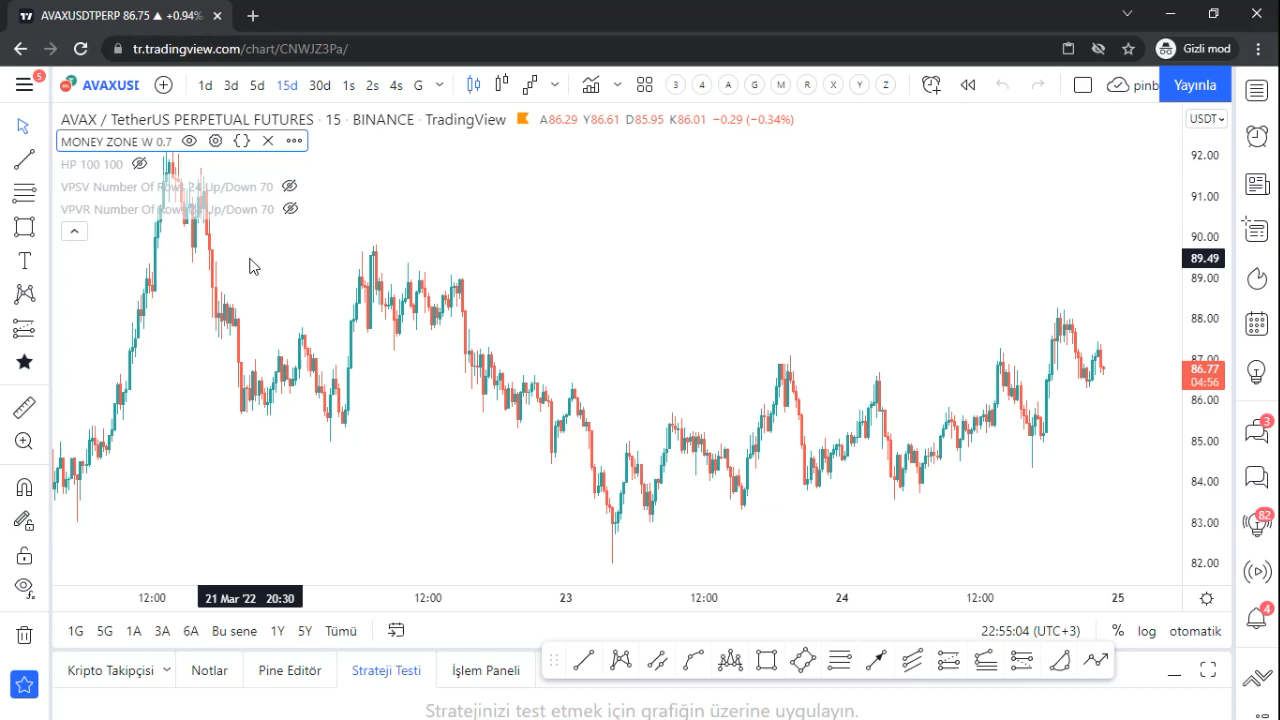 AVAXUSDTPERP 86.75 ▲ +0.94%
tr.tradingview.com/chart/CNWJZ3Pa/
Gizli mod
5
AVAXUSI
1d 3d 5d 15d 30d 1s 2s 4s G
3 4 A G M R X Y Z
pinb
Yayınla
AVAX / TetherUS PERPETUAL FUTURES · 15 · BINANCE · TradingView
A86.29 Y86.61 D85.95 K86.01 −0.29 (−0.34%)
USDT
MONEY ZONE W 0.7
HP 100 100
VPSV Number Of Rows 24 Up/Down 70
VPVR Number Of Rows 24 Up/Down 70
92.00
91.00
90.00
89.49
89.00
88.00
87.00
86.77
04:56
86.00
85.00
84.00
83.00
82.00
3
82
4
12:00
21 Mar '22 20:30
12:00
23
12:00
24
12:00
25
1G 5G 1A 3A 6A Bu sene 1Y 5Y Tümü
22:55:04 (UTC+3)
% log otomatik
Kripto Takipçisi
Notlar
Pine Editör
Strateji Testi
İşlem Paneli
Stratejinizi test etmek için grafiğin üzerine uygulayın.